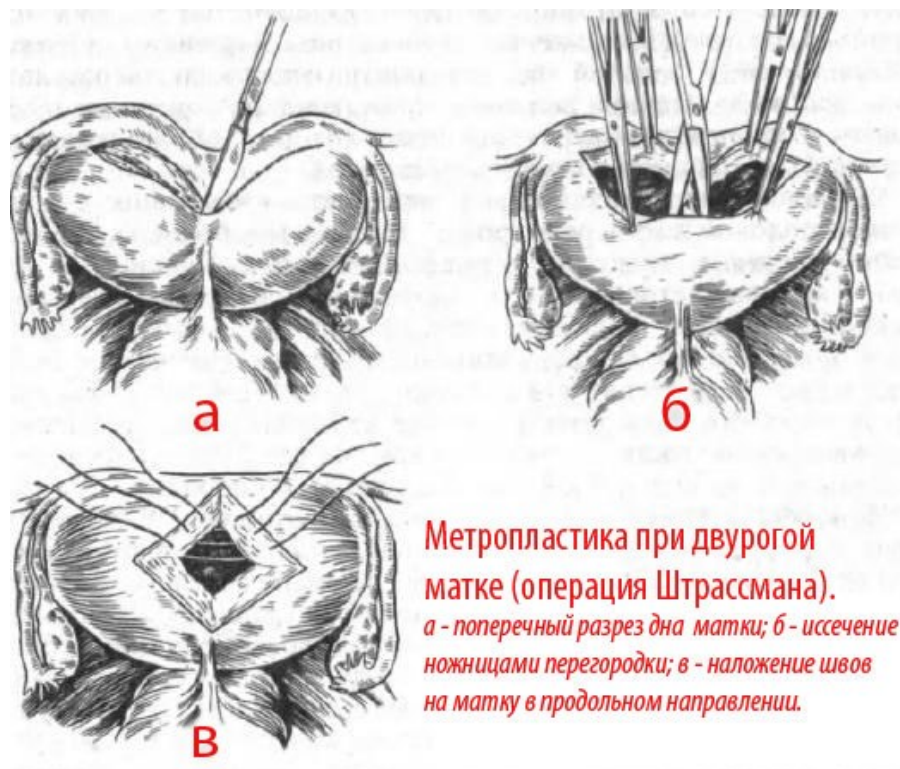 а
б
Метропластика при двурогой
матке (операция Штрассмана).
а - поперечный разрез дна матки; б - иссечение
ножницами перегородки; в - наложение швов
на матку в продольном направлении.
в